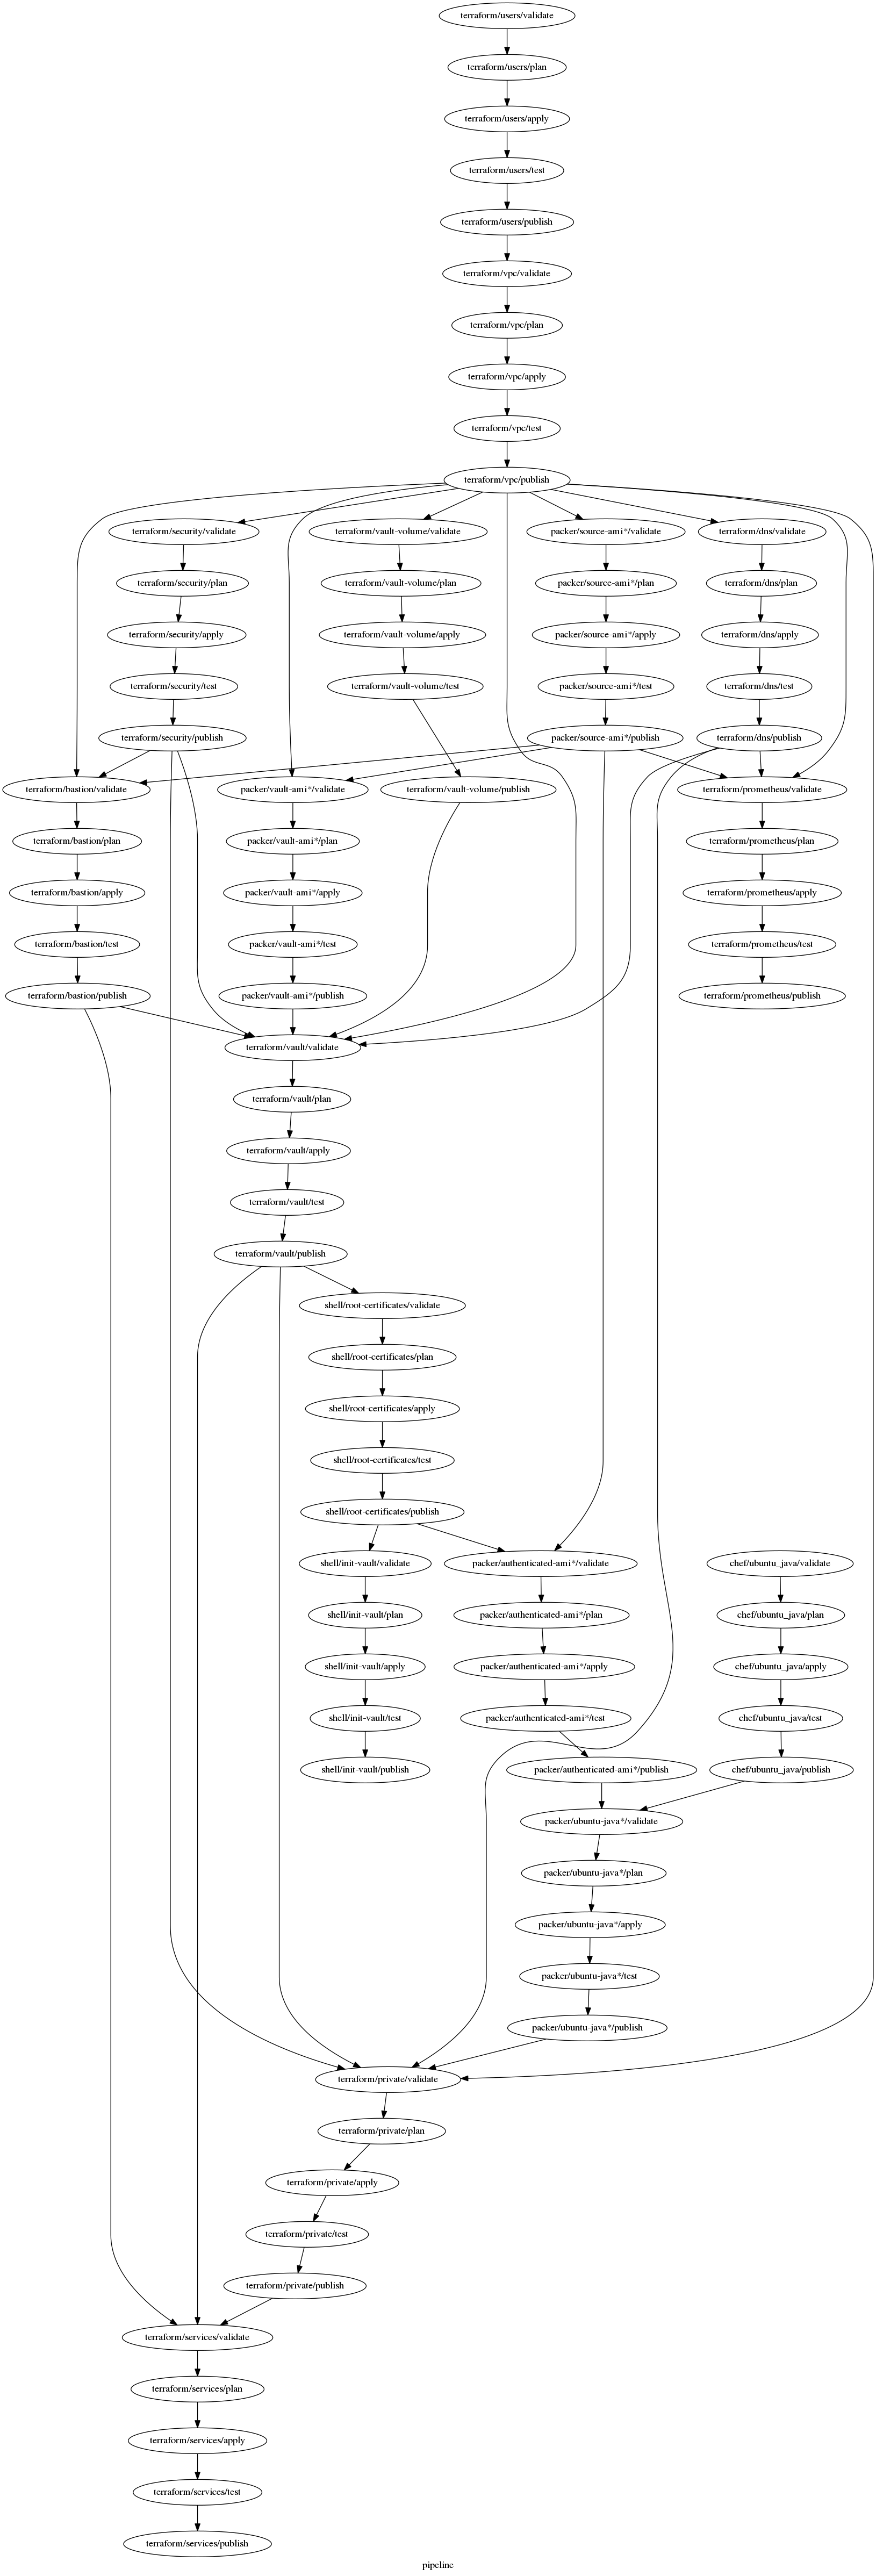 terraform/users/validate
terraform/users/plan
terraform/users/apply
terraform/users/test
terraform/users/publish
terraform/vpc/validate
terraform/vpc/plan
terraform/vpc/apply
terraform/vpc/test
terraform/vpc/publish
terraform/security/validate
terraform/vault-volume/validate
packer/source-ami*/validate
terraform/dns/validate
terraform/security/plan
terraform/vault-volume/plan
packer/source-ami*/plan
terraform/dns/plan
terraform/security/apply
terraform/vault-volume/apply
packer/source-ami*/apply
terraform/dns/apply
terraform/security/test
terraform/vault-volume/test
packer/source-ami*/test
terraform/dns/test
terraform/security/publish
packer/source-ami*/publish
terraform/dns/publish
terraform/bastion/validate
packer/vault-ami*/validate
terraform/vault-volume/publish
terraform/prometheus/validate
terraform/bastion/plan
packer/vault-ami*/plan
terraform/prometheus/plan
terraform/bastion/apply
packer/vault-ami*/apply
terraform/prometheus/apply
terraform/bastion/test
packer/vault-ami*/test
terraform/prometheus/test
terraform/bastion/publish
packer/vault-ami*/publish
terraform/prometheus/publish
terraform/vault/validate
terraform/vault/plan
terraform/vault/apply
terraform/vault/test
terraform/vault/publish
shell/root-certificates/validate
shell/root-certificates/plan
shell/root-certificates/apply
shell/root-certificates/test
shell/root-certificates/publish
shell/init-vault/validate
packer/authenticated-ami*/validate
chef/ubuntu_java/validate
shell/init-vault/plan
packer/authenticated-ami*/plan
chef/ubuntu_java/plan
shell/init-vault/apply
packer/authenticated-ami*/apply
chef/ubuntu_java/apply
shell/init-vault/test
packer/authenticated-ami*/test
chef/ubuntu_java/test
shell/init-vault/publish
packer/authenticated-ami*/publish
chef/ubuntu_java/publish
packer/ubuntu-java*/validate
packer/ubuntu-java*/plan
packer/ubuntu-java*/apply
packer/ubuntu-java*/test
packer/ubuntu-java*/publish
terraform/private/validate
terraform/private/plan
terraform/private/apply
terraform/private/test
terraform/private/publish
terraform/services/validate
terraform/services/plan
terraform/services/apply
terraform/services/test
terraform/services/publish
pipeline